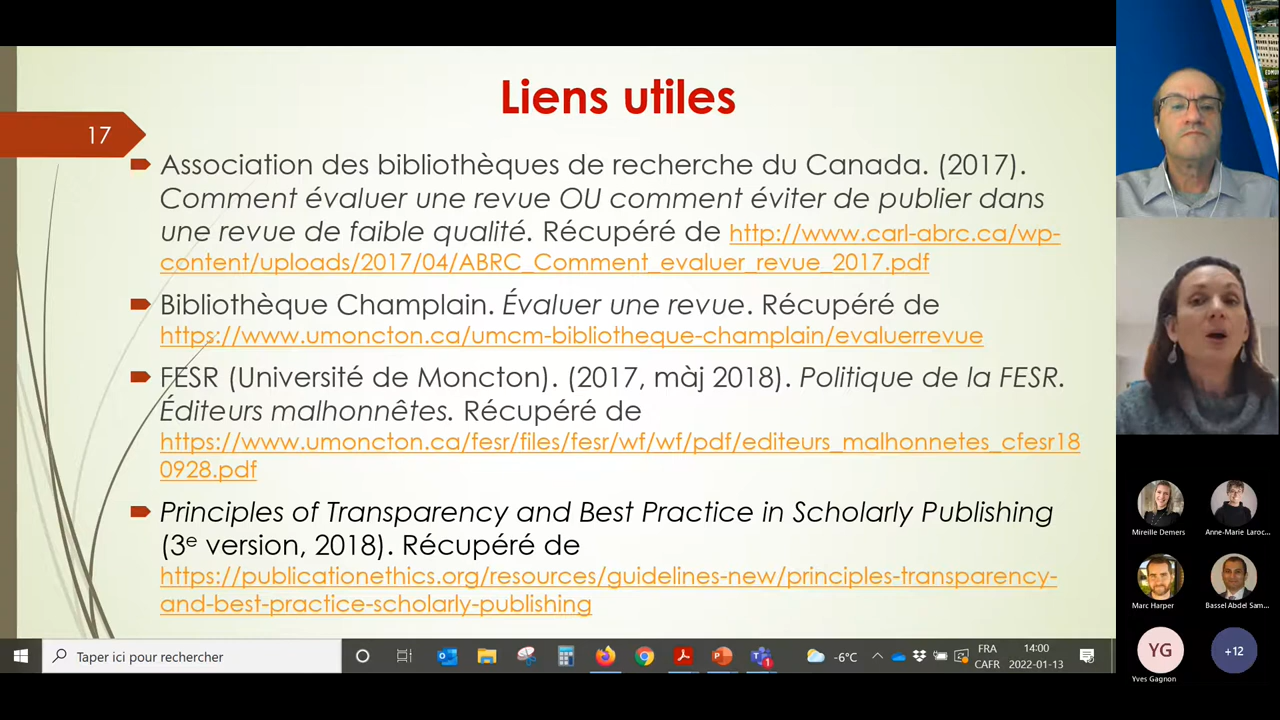 Liens utiles
17
Association des bibliothèques de recherche du Canada. (2017).
Comment évaluer une revue OU comment éviter de publier dans
une revue de faible qualité. Récupéré de http://www.carl-abrc.ca/wp-
content/uploads/2017/04/ABRC_Comment_evaluer_revue_2017.pdf
Bibliothèque Champlain. Évaluer une revue. Récupéré de
https://www.umoncton.ca/umcm-bibliotheque-champlain/evaluerrevue
FESR (Université de Moncton). (2017, màj 2018). Politique de la FESR.
Éditeurs malhonnêtes. Récupéré de
https://www.umoncton.ca/fesr/files/fesr/wf/wf/pdf/editeurs_malhonnetes_cfesr18
0928.pdf
Principles of Transparency and Best Practice in Scholarly Publishing
(3e version, 2018). Récupéré de
https://publicationethics.org/resources/guidelines-new/principles-transparency-
and-best-practice-scholarly-publishing
Taper ici pour rechercher
-6°C
FRA
CAFR
14:00
2022-01-13
Mireille Demers
Anne-Marie Laroc...
Marc Harper
Bassel Abdel Sam...
YG
Yves Gagnon
+12